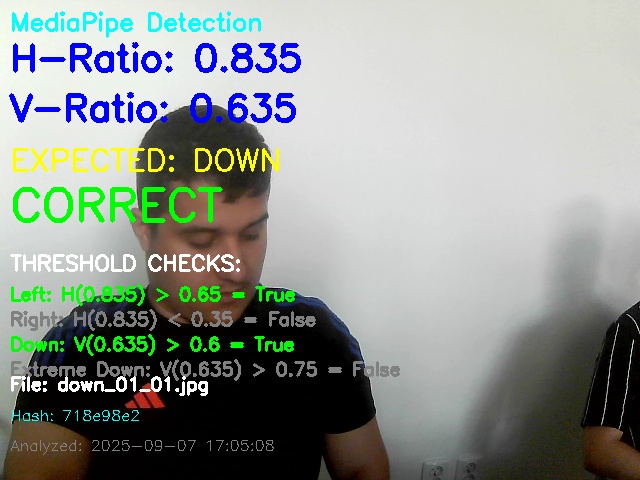 MediaPipe Detection
H-Ratio: 0.835
V-Ratio: 0.635
EXPECTED: DOWN
CORRECT
THRESHOLD CHECKS:
Left: H(0.835) > 0.65 = True
Right: H(0.835) < 0.35 = False
Down: V(0.635) > 0.6 = True
Extreme Down: V(0.635) > 0.75 = False
File: down_01_01.jpg
Hash: 718e98e2
Analyzed: 2025-09-07 17:05:08